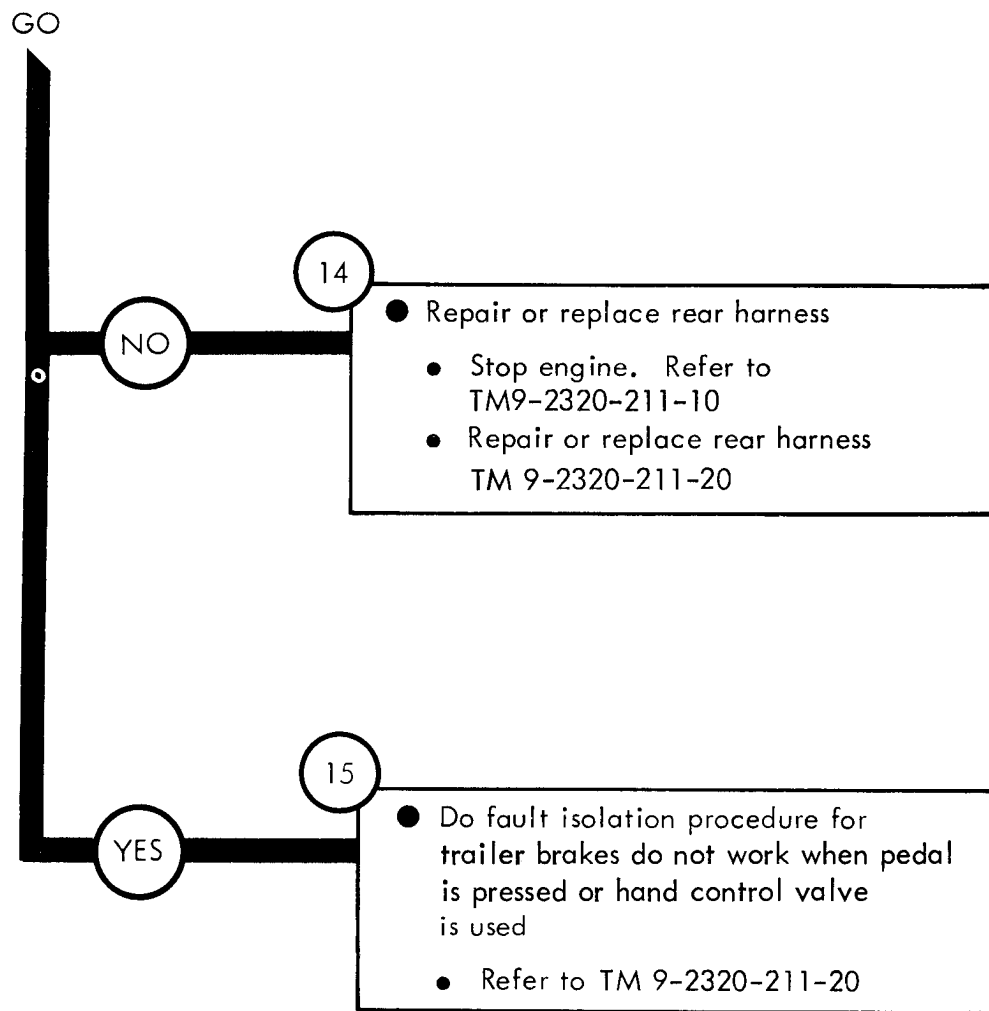 GO
14
NO
● Repair or replace rear harness
● Stop engine. Refer to
TM9-2320-211-10
● Repair or replace rear harness
TM 9-2320-211-20
15
YES
● Do fault isolation procedure for
trailer brakes do not work when pedal
is pressed or hand control valve
is used
● Refer to TM 9-2320-211-20